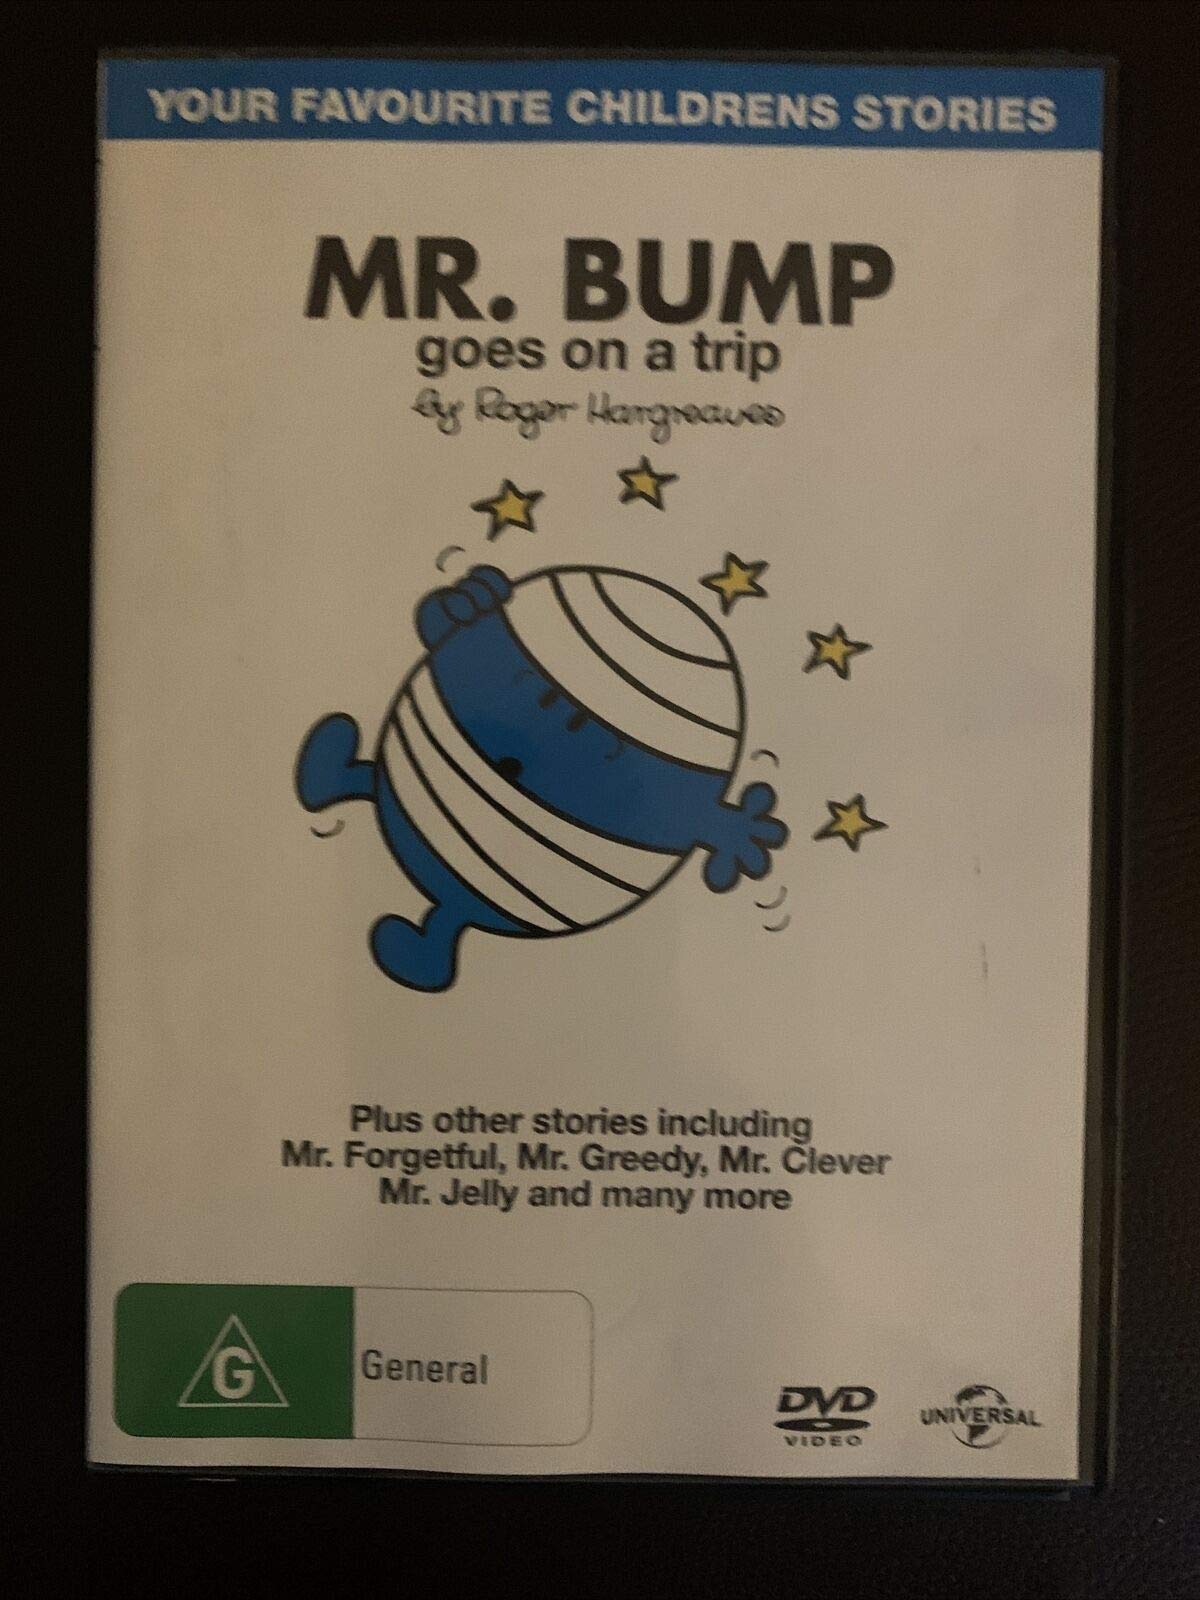 YOUR FAVOURITE CHILDRENS STORIES
MR. BUMP
goes on a trip
By Roger Hargreaves
Plus other stories including
Mr. Forgetful, Mr. Greedy, Mr. Clever
Mr. Jelly and many more
G
General
DVD
VIDEO
UNIVERSAL